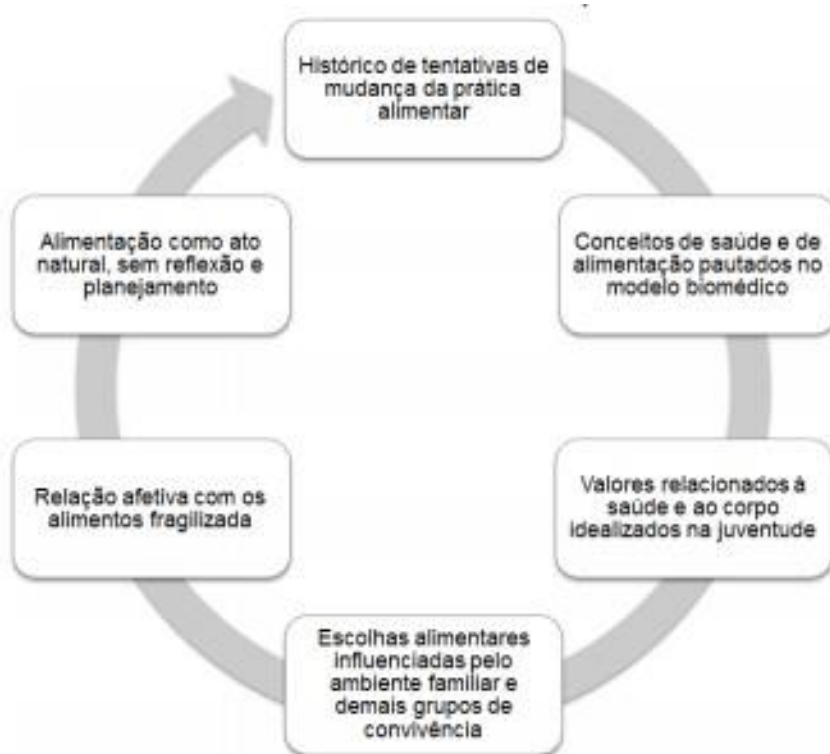 Histórico de tentativas de
mudança da prática
alimentar
Conceitos de saúde e de
alimentação pautados no
modelo biomédico
Valores relacionados à
saúde e ao corpo
idealizados na juventude
Escolhas alimentares
influenciadas pelo
ambiente familiar e
demais grupos de
convivência
Relação afetiva com os
alimentos fragilizada
Alimentação como ato
natural, sem reflexão e
planejamento